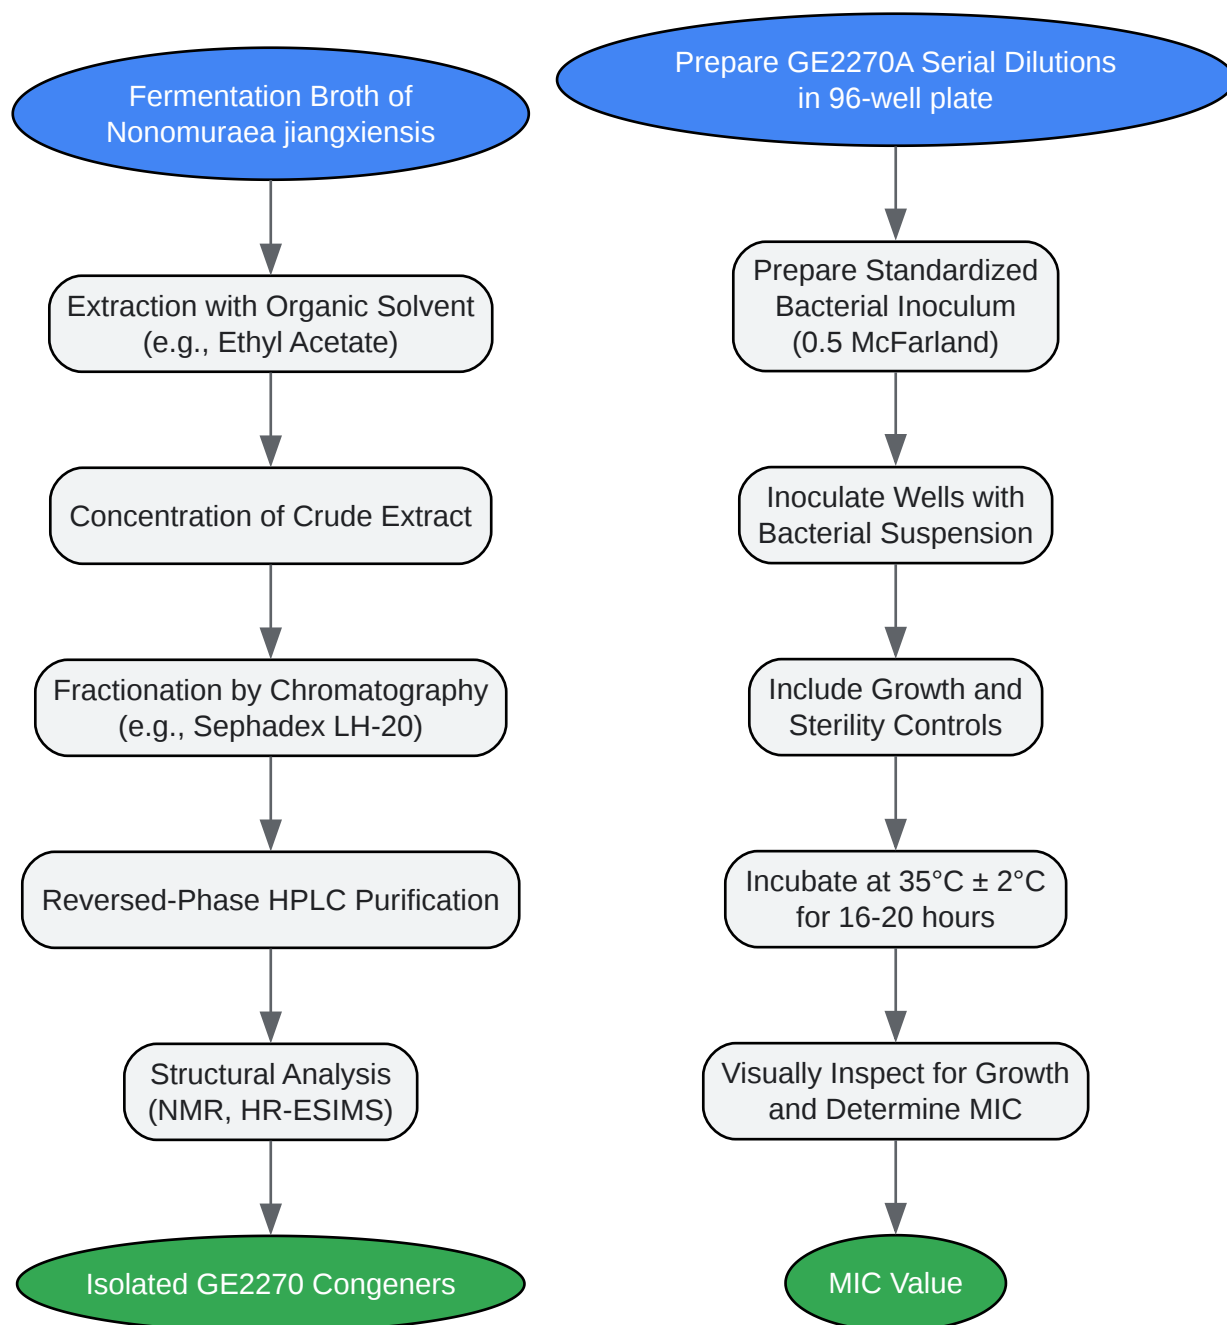 Fermentation Broth of
Nonomuraea jiangxiensis
Extraction with Organic Solvent
(e.g., Ethyl Acetate)
Concentration of Crude Extract
Fractionation by Chromatography
(e.g., Sephadex LH-20)
Reversed-Phase HPLC Purification
Structural Analysis
(NMR, HR-ESIMS)
Isolated GE2270 Congeners
Prepare GE2270A Serial Dilutions
in 96-well plate
Prepare Standardized
Bacterial Inoculum
(0.5 McFarland)
Inoculate Wells with
Bacterial Suspension
Include Growth and
Sterility Controls
Incubate at 35°C ± 2°C
for 16-20 hours
Visually Inspect for Growth
and Determine MIC
MIC Value